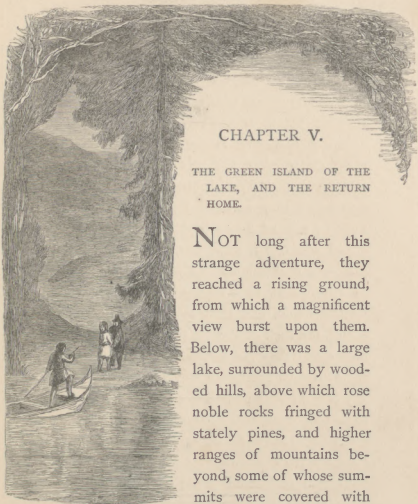 CHAPTER V.
THE GREEN ISLAND OF THE
LAKE, AND THE RETURN
HOME.
NOT long after this
strange adventure, they
reached a rising ground,
from which a magnificent
view burst upon them.
Below, there was a large
lake, surrounded by wood-
ed hills, above which rose
noble rocks fringed with
stately pines, and higher
ranges of mountains be-
yond, some of whose sum-
mits were covered with